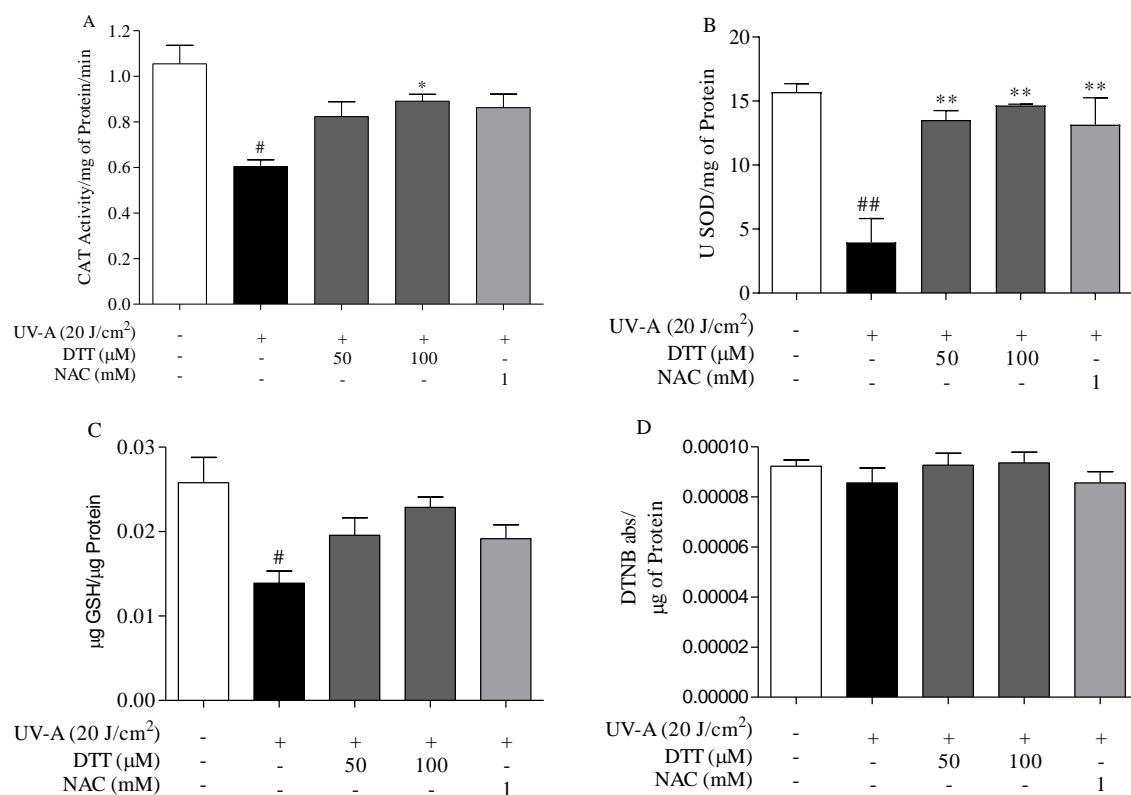 A
CAT Activity/mg of Protein/min
1.2
1.0
0.8
0.6
0.4
0.2
0.0
#
*
UV-A (20 J/cm²) - + + + +
DTT (μM) - - 50 100 -
NAC (mM) - - - - 1
B
U SOD/mg of Protein
20
15
10
5
0
##
**
**
**
UV-A (20 J/cm²) - + + + +
DTT (μM) - - 50 100 -
NAC (mM) - - - - 1
C
μg GSH/μg Protein
0.03
0.02
0.01
0.00
#
UV-A (20 J/cm²) - + + + +
DTT (μM) - - 50 100 -
NAC (mM) - - - - 1
D
DTNB abs/
μg of Protein
0.00010
0.00008
0.00006
0.00004
0.00002
0.00000
UV-A (20 J/cm²) - + + + +
DTT (μM) - - 50 100 -
NAC (mM) - - - - 1